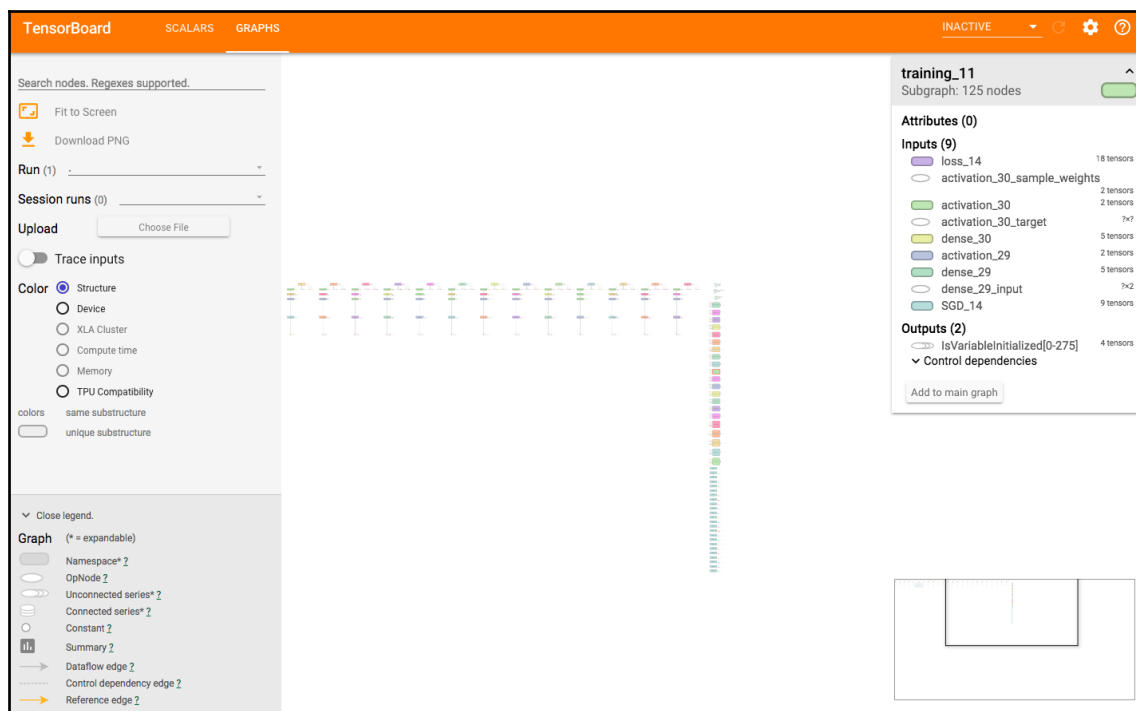 TensorBoard SCALARS GRAPHS INACTIVE
Search nodes. Regexes supported.
Fit to Screen
Download PNG
Run (1) .
Session runs (0)
Upload Choose File
Trace inputs
Color Structure
Device
XLA Cluster
Compute time
Memory
TPU Compatibility
colors same substructure
unique substructure
Close legend.
Graph (* = expandable)
Namespace* ?
OpNode ?
Unconnected series* ?
Connected series* ?
Constant ?
Summary ?
Dataflow edge ?
Control dependency edge ?
Reference edge ?
training_11
Subgraph: 125 nodes
Attributes (0)
Inputs (9)
loss_14 18 tensors
activation_30_sample_weights
2 tensors
activation_30 2 tensors
activation_30_target ?×?
dense_30 5 tensors
activation_29 2 tensors
dense_29 5 tensors
dense_29_input ?×2
SGD_14 9 tensors
Outputs (2)
IsVariableInitialized[0-275] 4 tensors
Control dependencies
Add to main graph